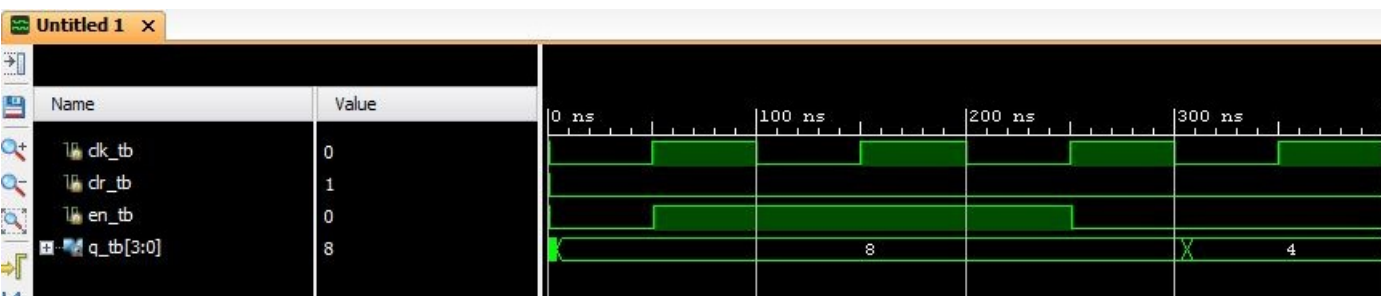 Untitled 1 X
Name Value
0 ns 100 ns 200 ns 300 ns
clk_tb 0
clr_tb 1
en_tb 0
q_tb[3:0] 8 8 4